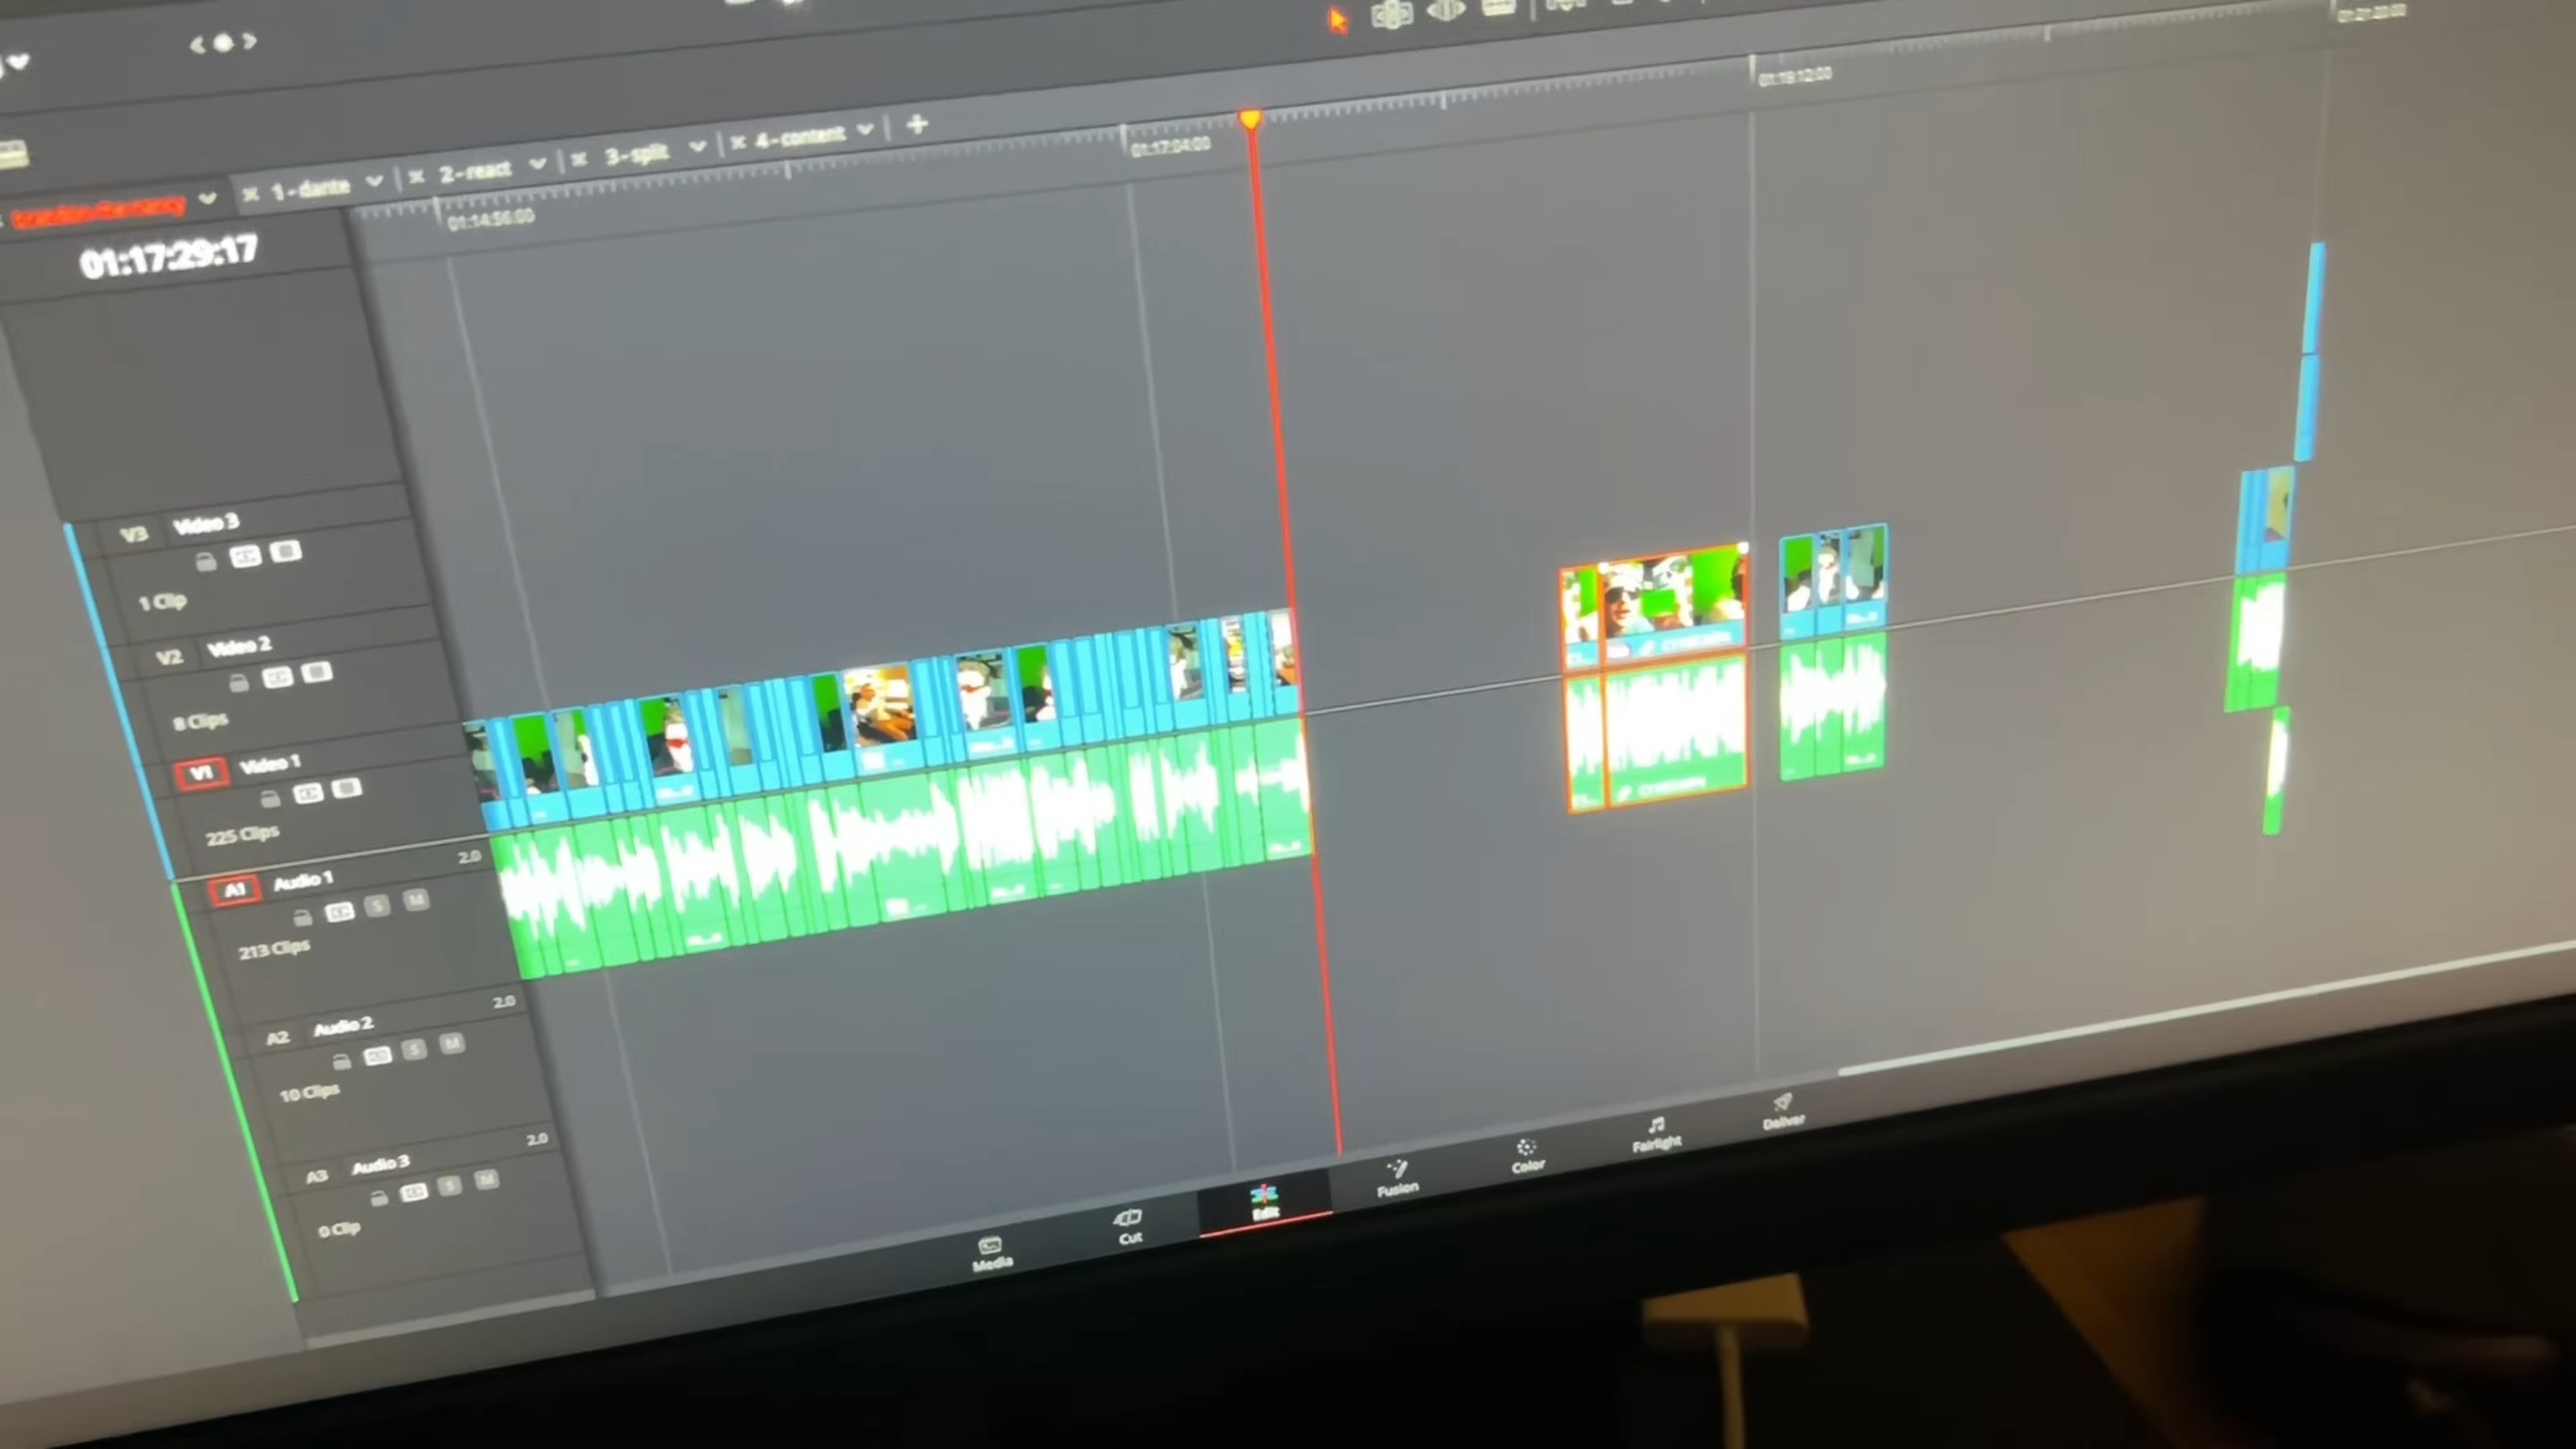 1-dante
2-react
3-split
4-content
01:17:29:17
01:14:56:00
01:17:04:00
01:19:12:00
V3 Video 3
1 Clip
V2 Video 2
8 Clips
V1 Video 1
225 Clips
A1 Audio 1 2.0
S M
213 Clips
A2 Audio 2 2.0
S M
10 Clips
A3 Audio 3 2.0
S M
0 Clip
Media
Cut
Edit
Fusion
Color
Fairlight
Deliver